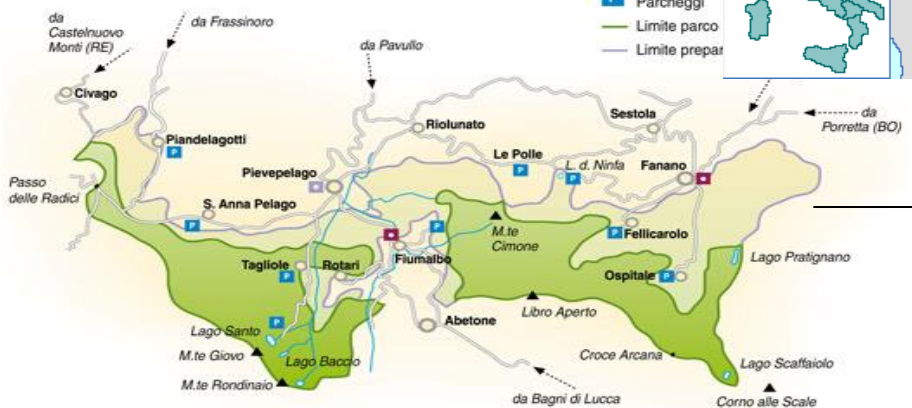 P Parcheggi
Limite parco
Limite prepar
da
Castelnuovo
Monti (RE)
da Frassinoro
da Pavullo
da
Porretta (BO)
Civago
Piandelagotti
P
Riolunato
Sestola
Le Polle
P
L. d. Ninfa
P
Fanano
Pievepelago
Passo
delle Radici
S. Anna Pelago
P
P
M.te
Cimone
P
Fellicarolo
Fiumalbo
Tagliole
P
Rotari
Ospitale
P
Lago Pratignano
Libro Aperto
Abetone
P
Lago Santo
M.te Giovo
Lago Baccio
M.te Rondinaio
Croce Arcana
Lago Scaffaiolo
da Bagni di Lucca
Corno alle Scale